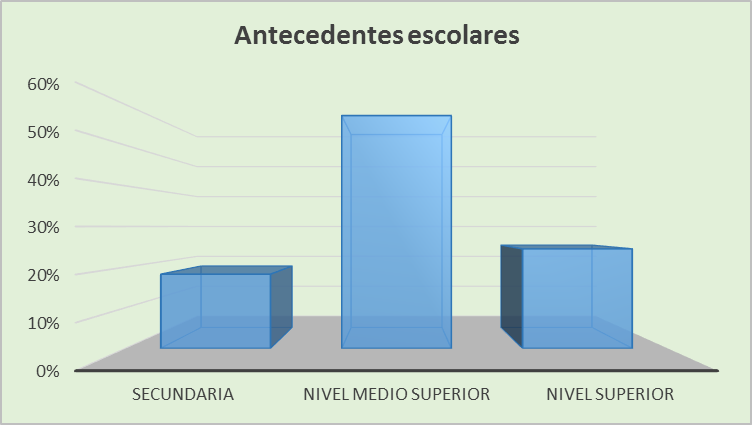 Antecedentes escolares
60%
50%
40%
30%
20%
10%
0%
SECUNDARIA
NIVEL MEDIO SUPERIOR
NIVEL SUPERIOR